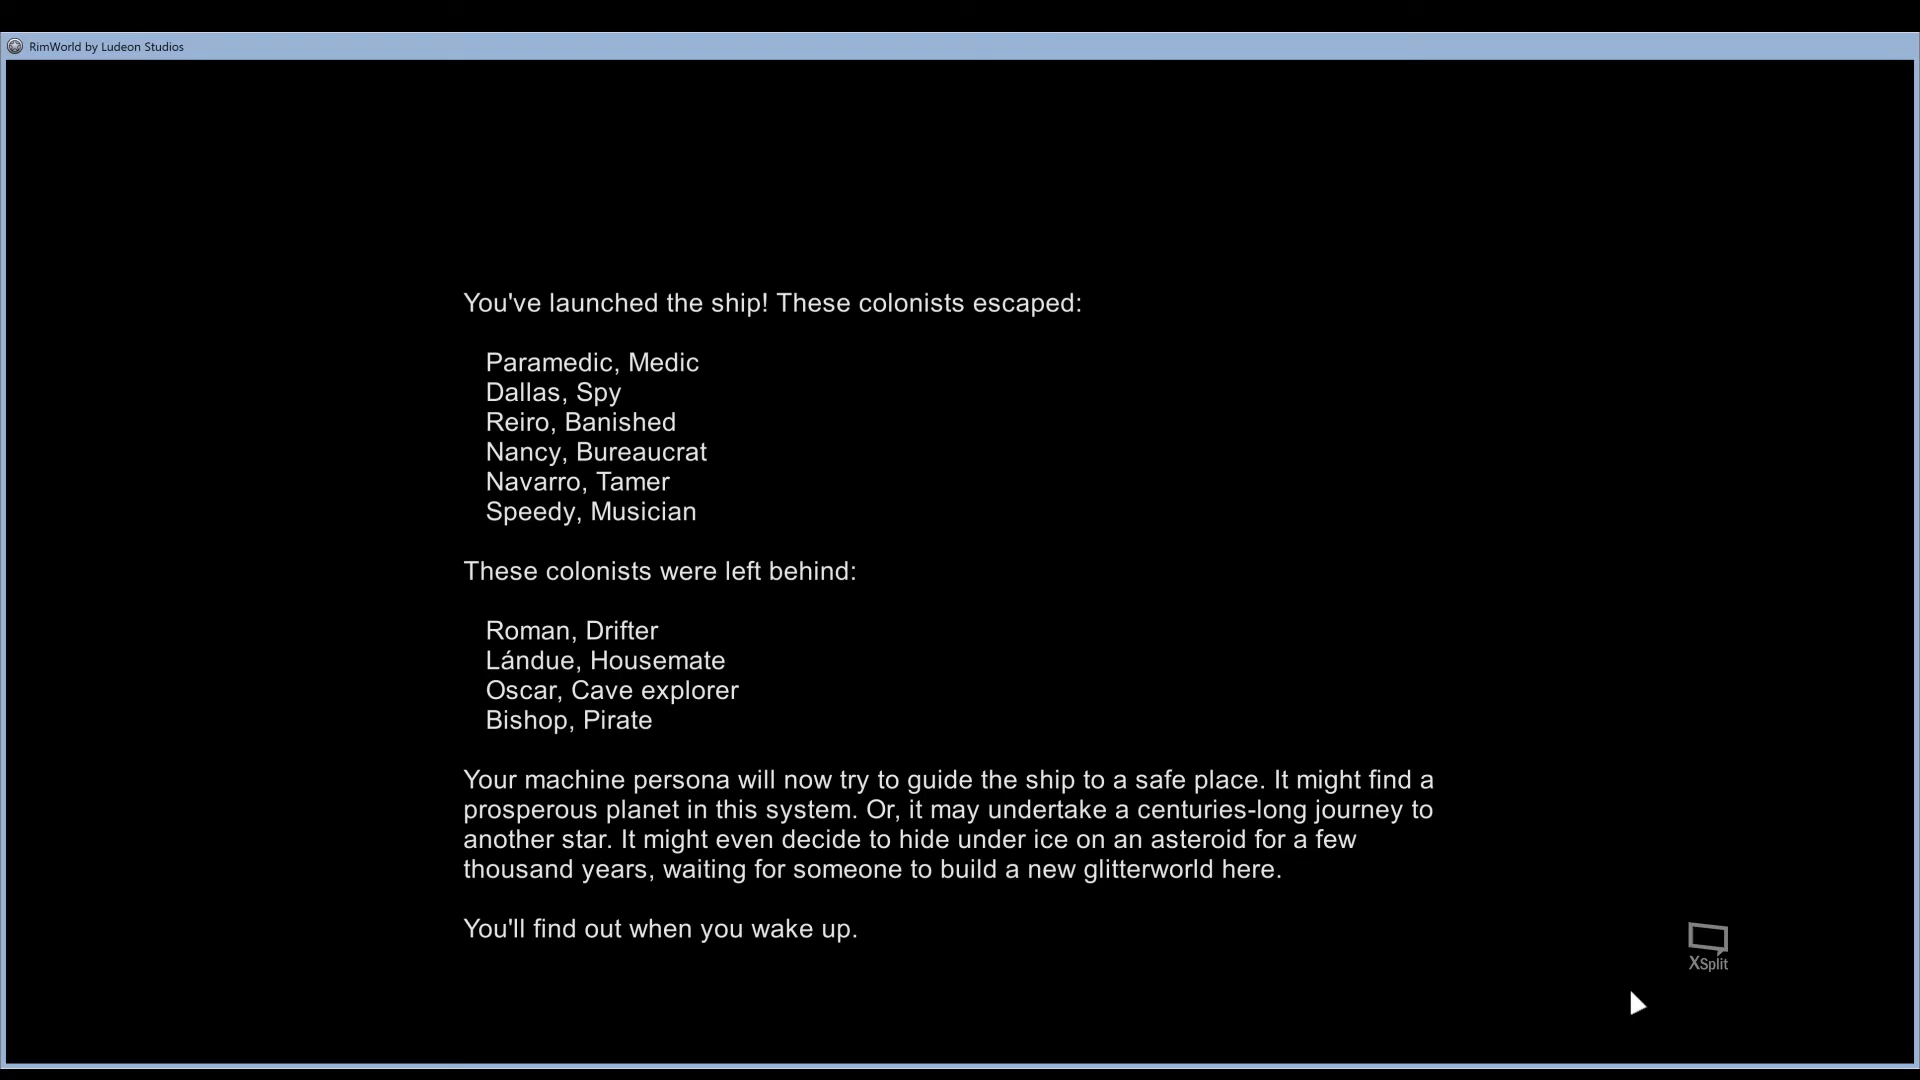 RimWorld by Ludeon Studios
You've launched the ship! These colonists escaped:
Paramedic, Medic
Dallas, Spy
Reiro, Banished
Nancy, Bureaucrat
Navarro, Tamer
Speedy, Musician
These colonists were left behind:
Roman, Drifter
Lándue, Housemate
Oscar, Cave explorer
Bishop, Pirate
Your machine persona will now try to guide the ship to a safe place. It might find a
prosperous planet in this system. Or, it may undertake a centuries-long journey to
another star. It might even decide to hide under ice on an asteroid for a few
thousand years, waiting for someone to build a new glitterworld here.
You'll find out when you wake up.
XSplit